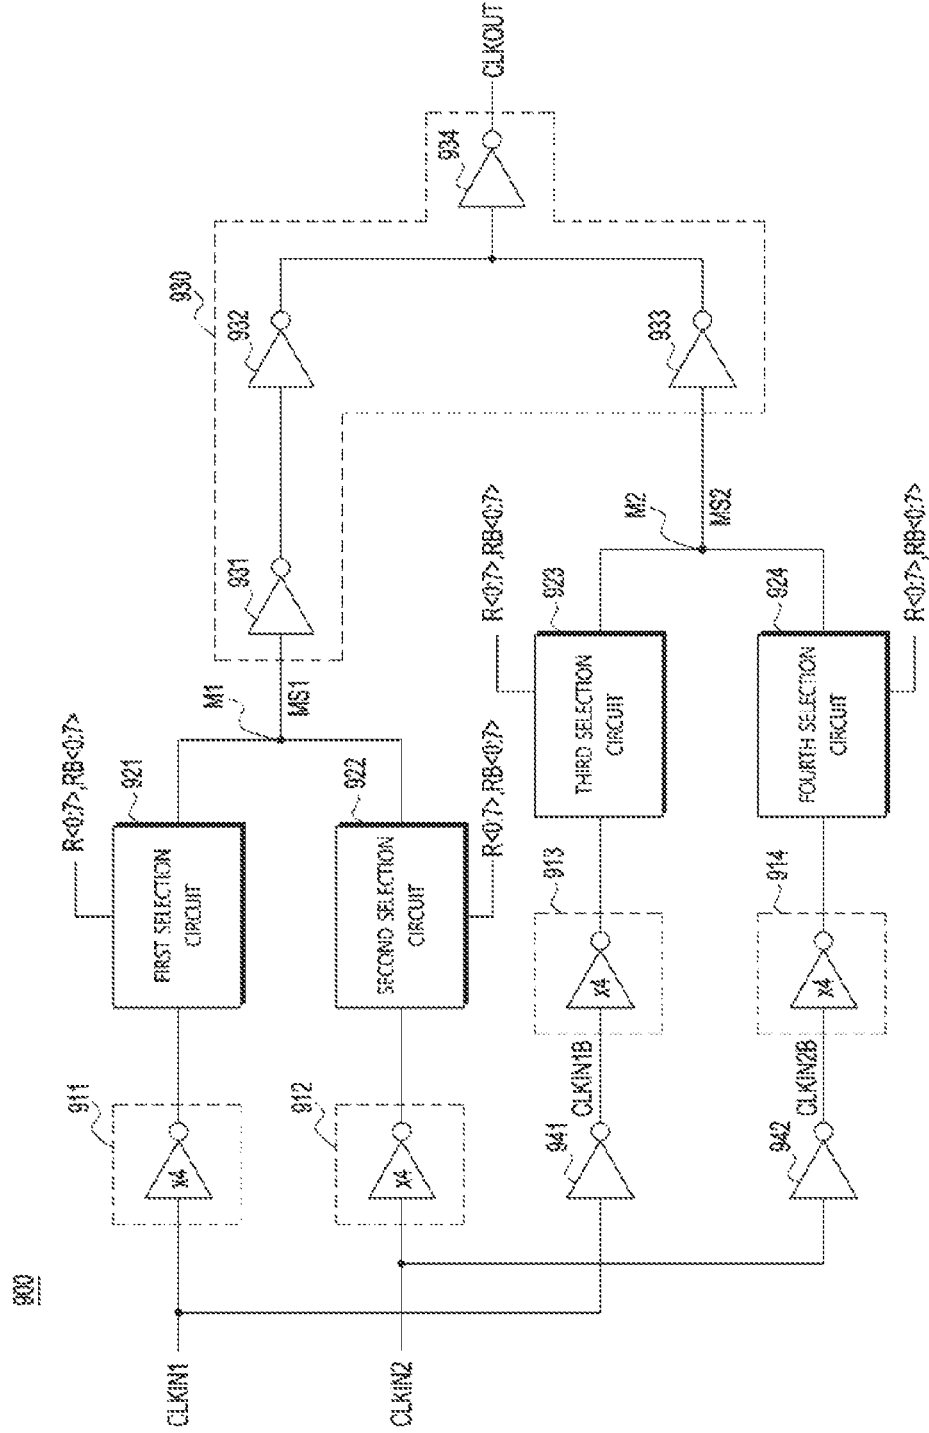 900
CLKIN1
911
x4
FIRST SELECTION
CIRCUIT
921
R<0:7>,RB<0:7>
M1
MS1
930
931
932
934
CLKOUT
CLKIN2
912
x4
SECOND SELECTION
CIRCUIT
922
R<0:7>,RB<0:7>
941
CLKIN1B
913
x4
THIRD SELECTION
CIRCUIT
923
R<0:7>,RB<0:7>
M2
MS2
933
942
CLKIN2B
914
x4
FOURTH SELECTION
CIRCUIT
924
R<0:7>,RB<0:7>